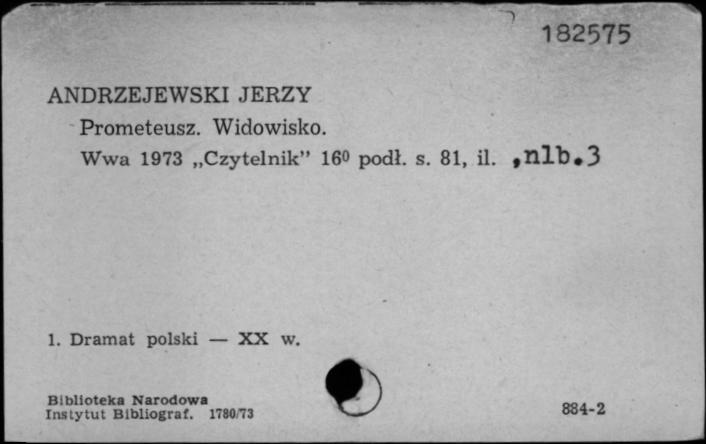 182575
ANDRZEJEWSKI JERZY
Prometeusz. Widowisko.
Wwa 1973 „Czytelnik” 16⁰ podł. s. 81, il. ,nlb.3
1. Dramat polski — XX w.
Biblioteka Narodowa
Instytut Bibliograf. 1780/73
884-2